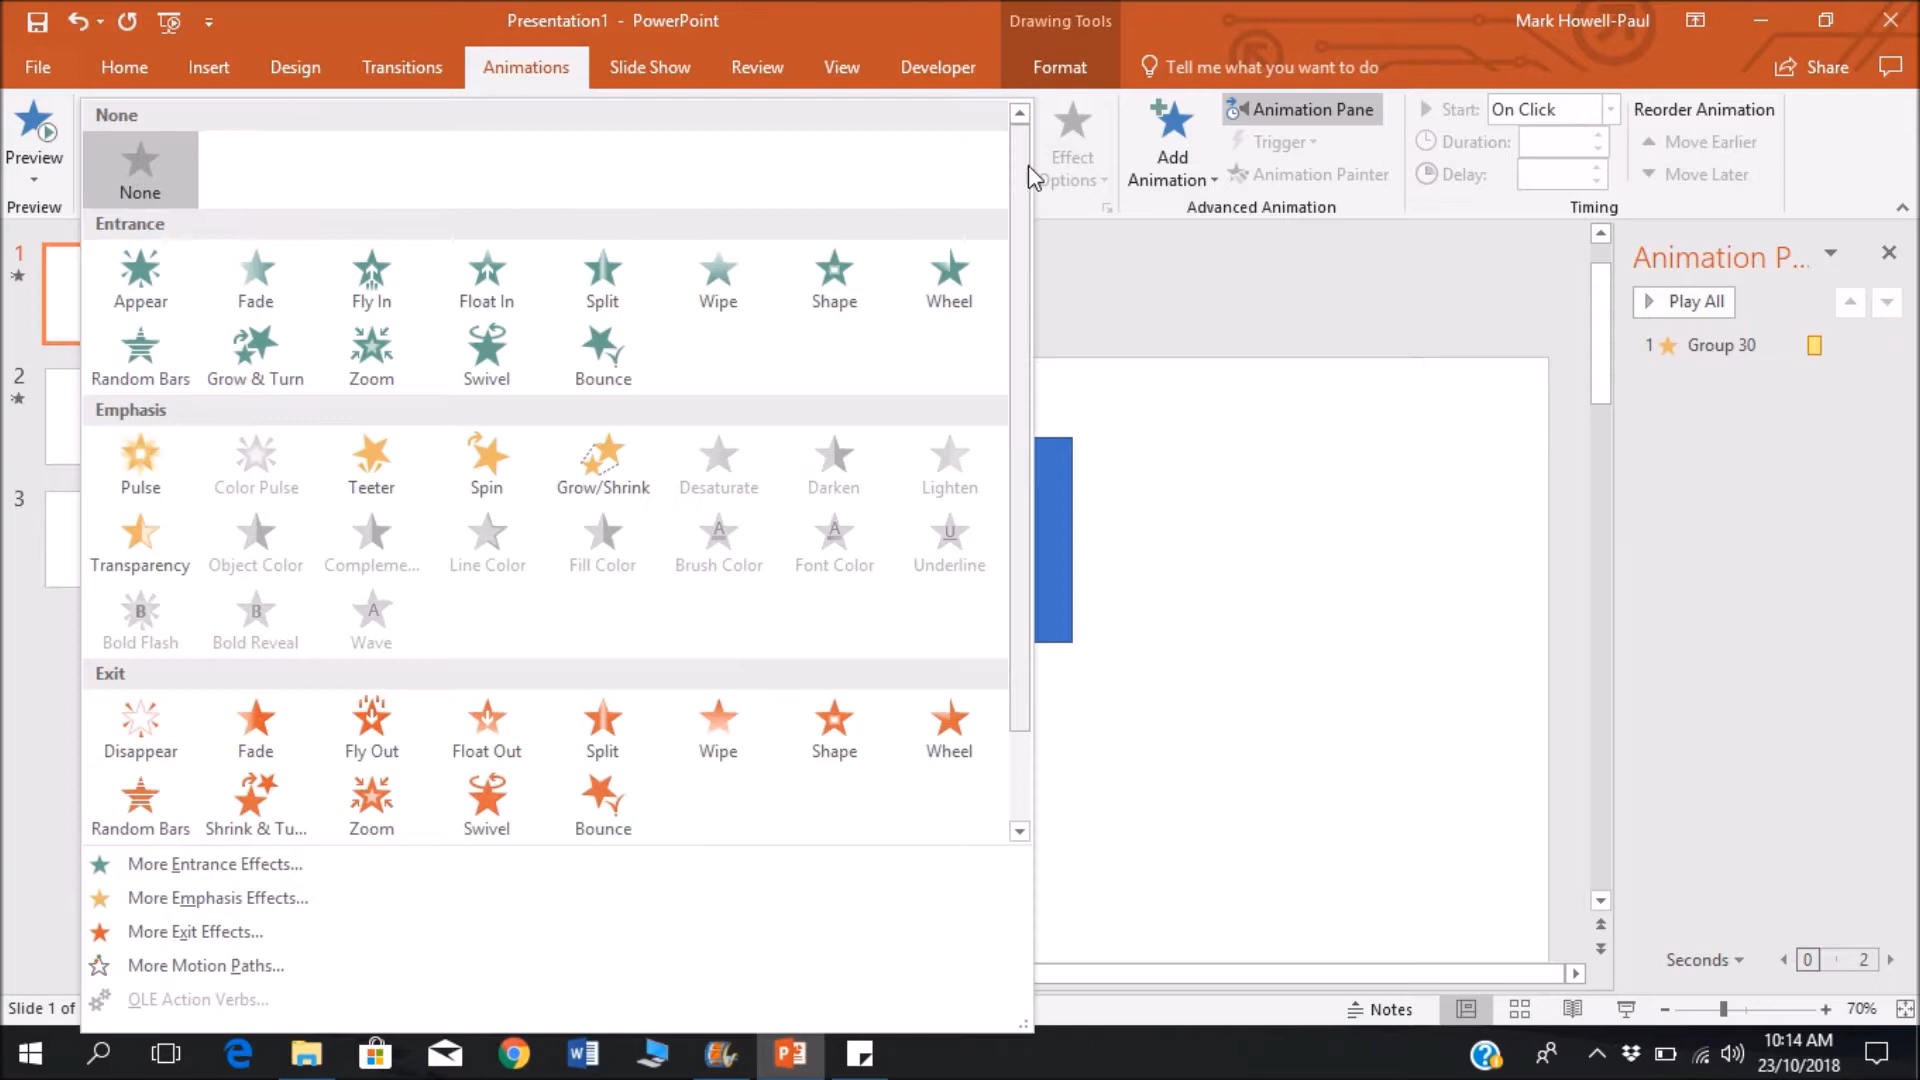 Presentation1 - PowerPoint
Drawing Tools
Mark Howell-Paul
File Home Insert Design Transitions Animations Slide Show Review View Developer Format Tell me what you want to do Share
Preview
Preview
None
None
Entrance
Appear Fade Fly In Float In Split Wipe Shape Wheel
Random Bars Grow & Turn Zoom Swivel Bounce
Emphasis
Pulse Color Pulse Teeter Spin Grow/Shrink Desaturate Darken Lighten
Transparency Object Color Compleme... Line Color Fill Color Brush Color Font Color Underline
Bold Flash Bold Reveal Wave
Exit
Disappear Fade Fly Out Float Out Split Wipe Shape Wheel
Random Bars Shrink & Tu... Zoom Swivel Bounce
More Entrance Effects...
More Emphasis Effects...
More Exit Effects...
More Motion Paths...
OLE Action Verbs...
Effect
Options
Add
Animation
Animation Pane
Trigger
Animation Painter
Advanced Animation
Start: On Click
Duration:
Delay:
Timing
Reorder Animation
Move Earlier
Move Later
1
2
3
Animation P...
Play All
1 Group 30
Seconds 0 2
Slide 1 of
Notes
70%
10:14 AM
23/10/2018